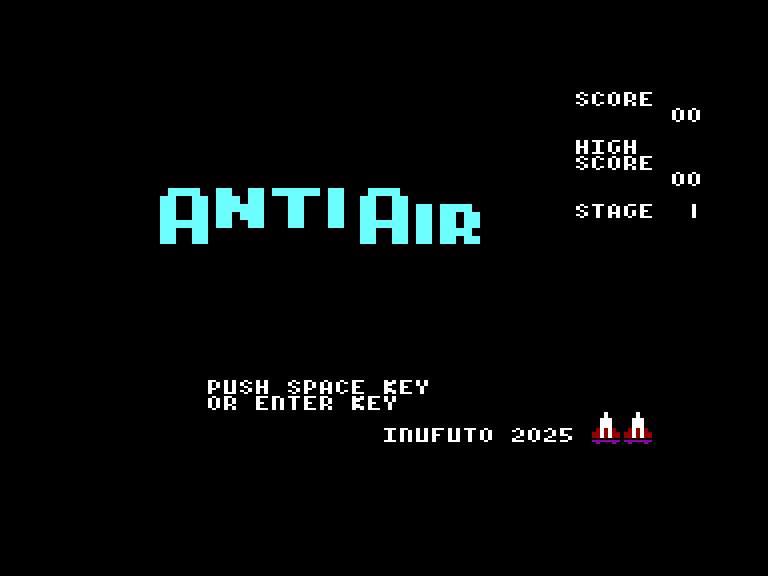 SCORE
00
HIGH
SCORE
00
STAGE 1
ANTI AIR
PUSH SPACE KEY
OR ENTER KEY
INUFUTO 2025